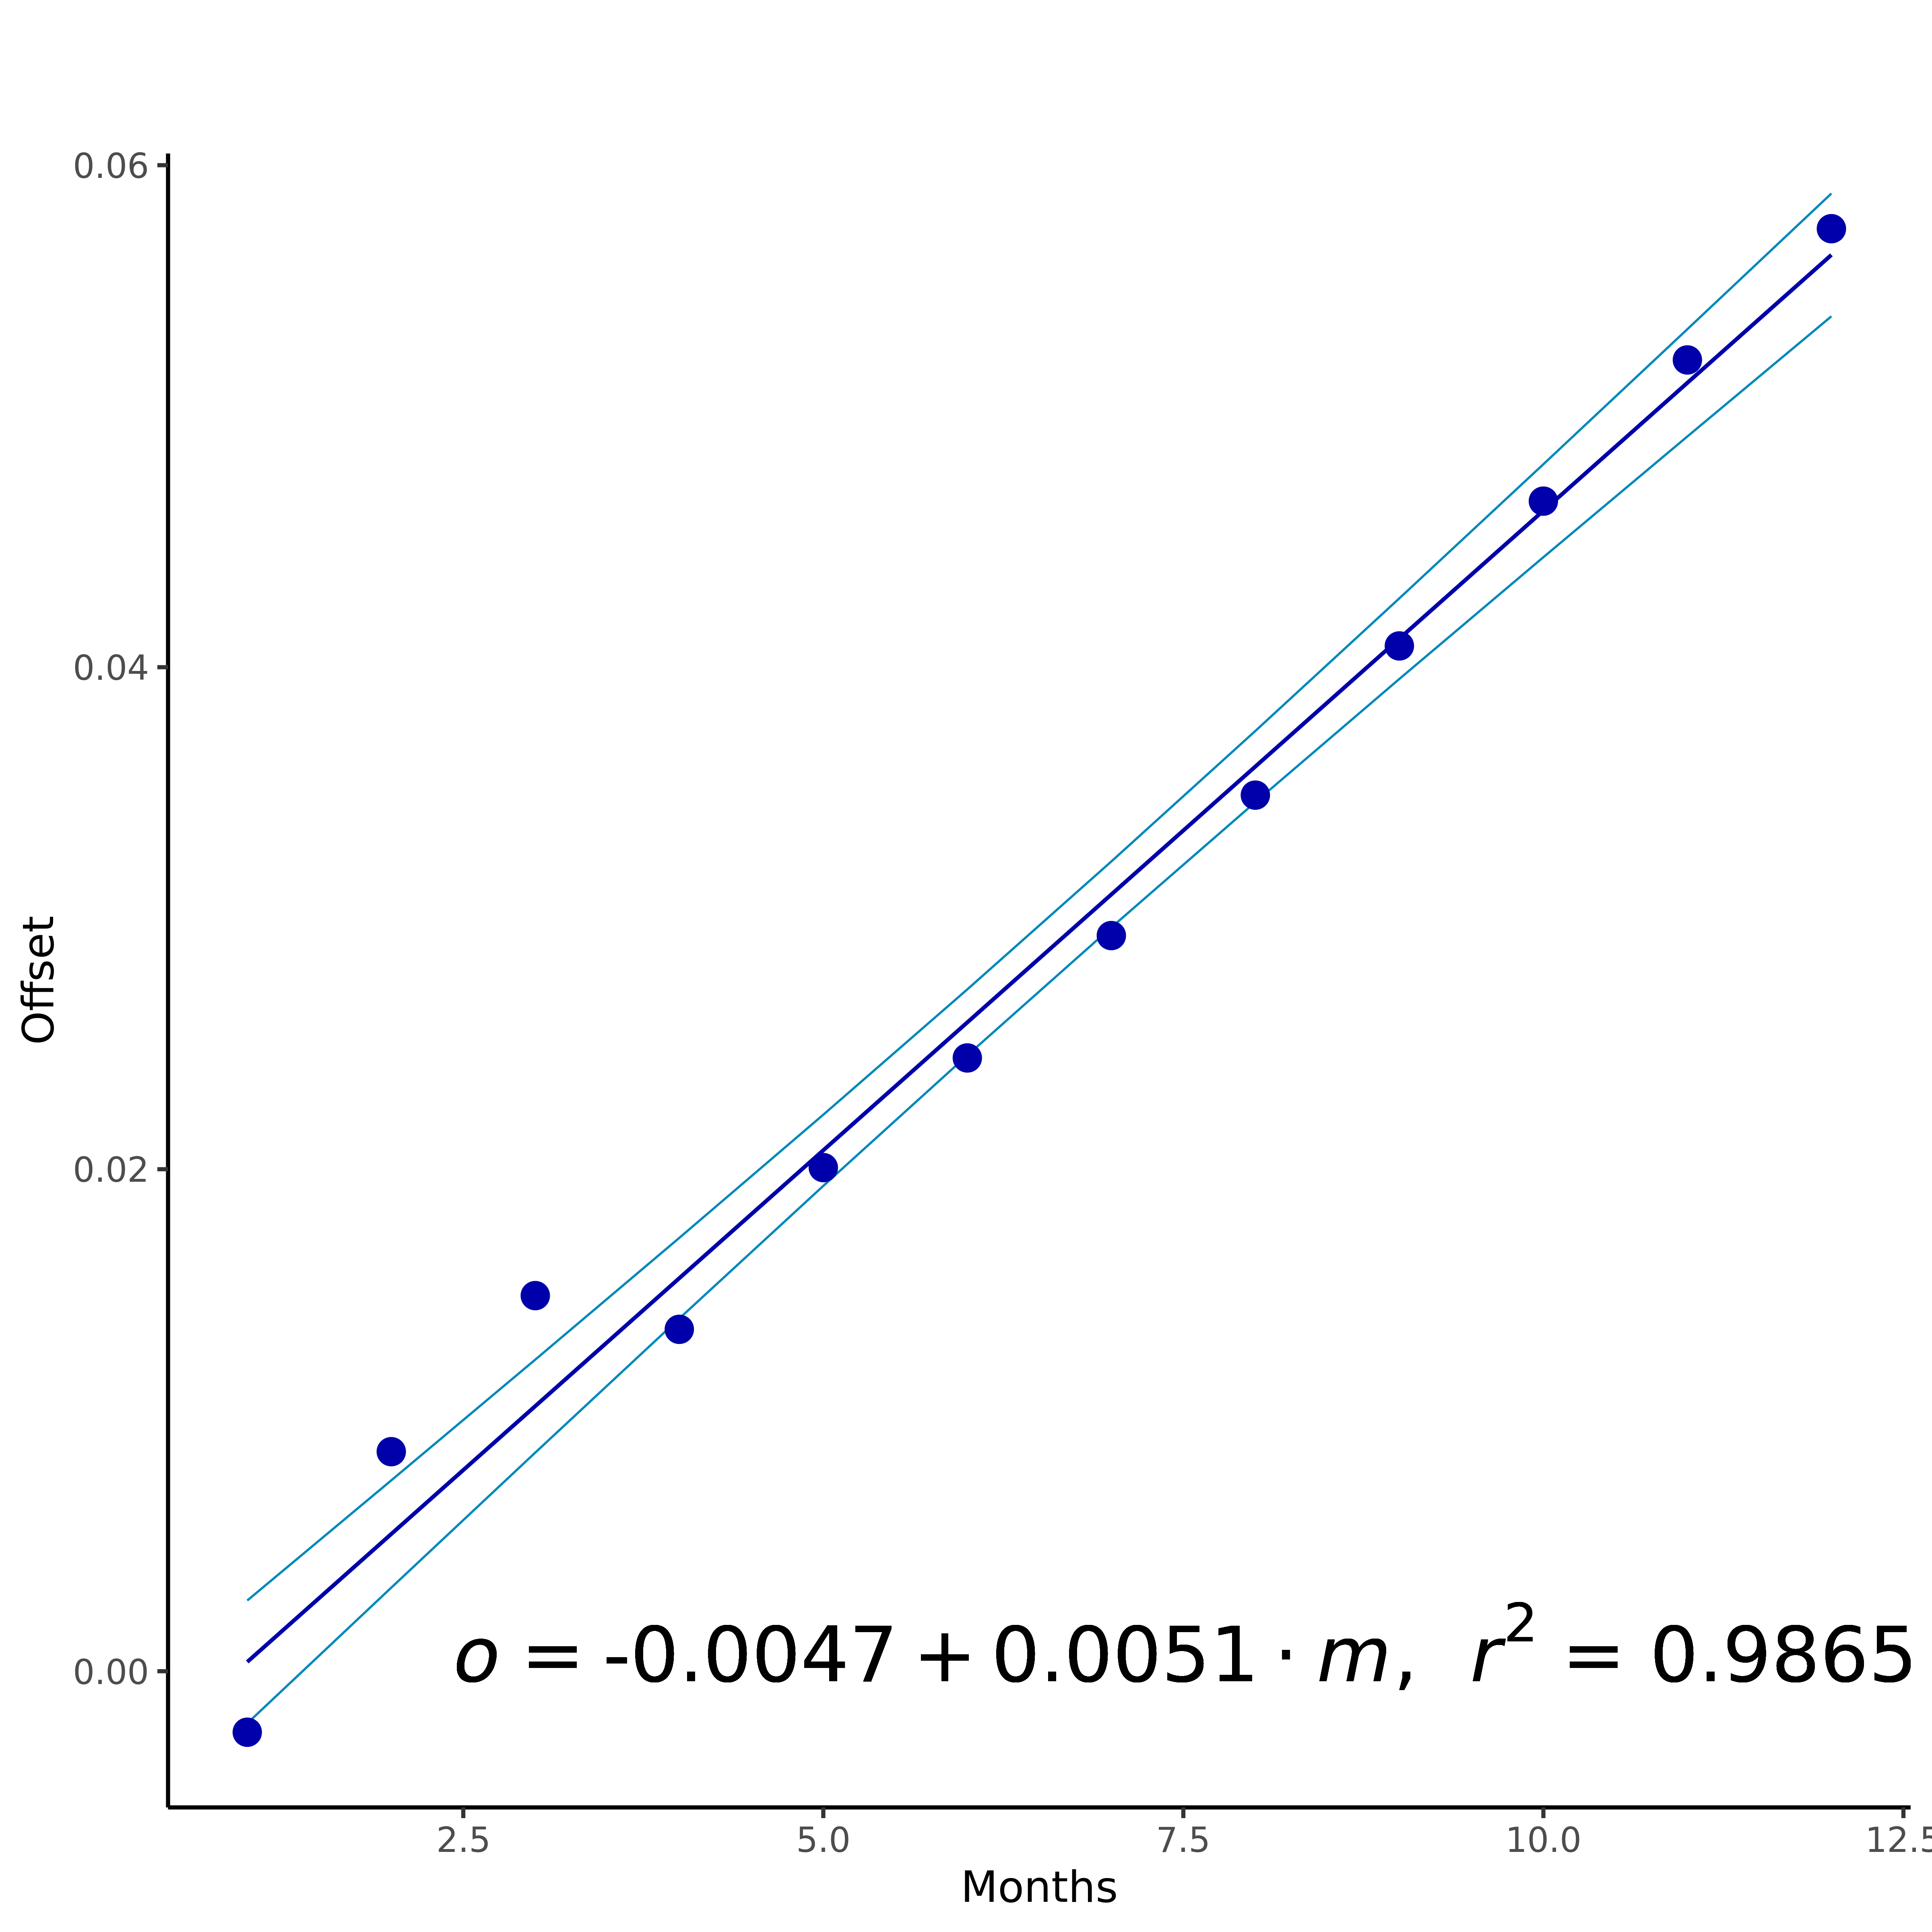 0.06
0.04
0.02
0.00
Offset
o = -0.0047 + 0.0051 · m, r² = 0.9865
2.5 5.0 7.5 10.0 12.5
Months